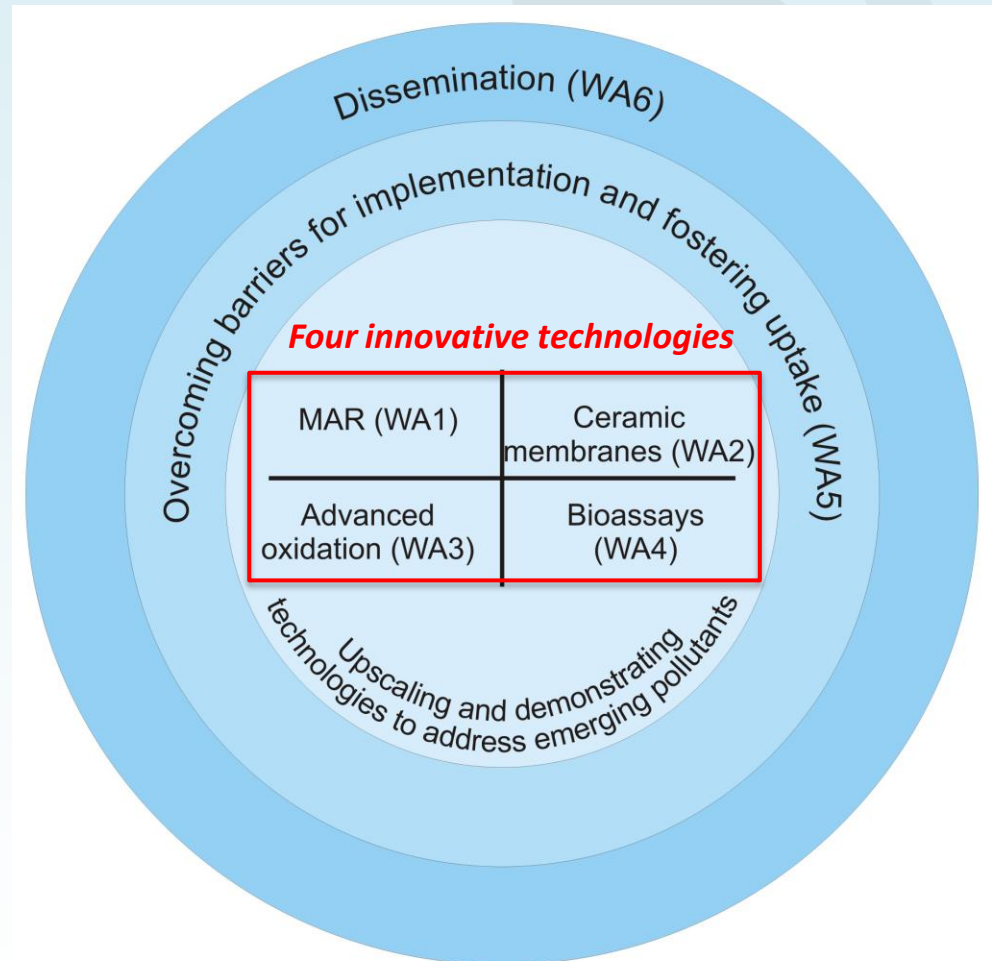 Dissemination (WA6)
Overcoming barriers for implementation and fostering uptake (WA5)
Four innovative technologies
MAR (WA1)
Ceramic
membranes (WA2)
Advanced
oxidation (WA3)
Bioassays
(WA4)
Upscaling and demonstrating
technologies to address emerging pollutants